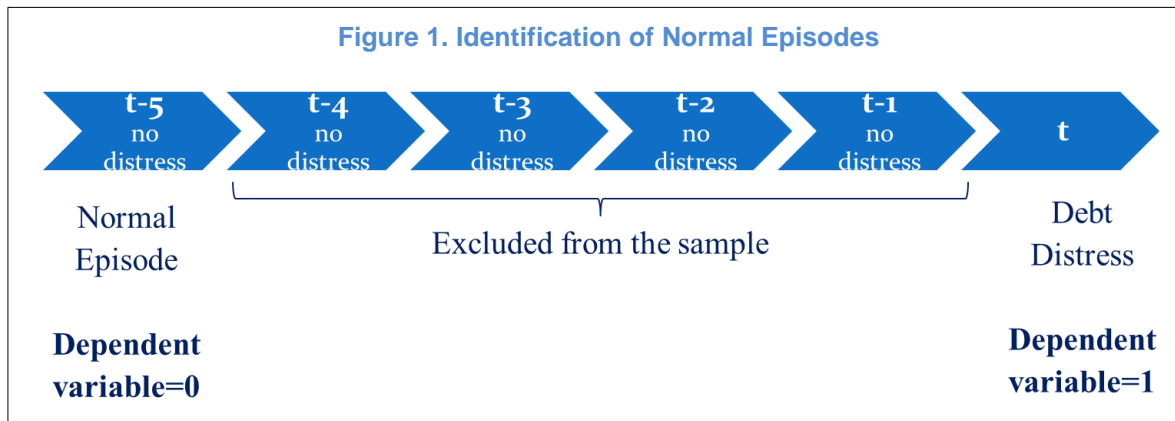 Figure 1. Identification of Normal Episodes
t-5
no
distress
t-4
no
distress
t-3
no
distress
t-2
no
distress
t-1
no
distress
t
Normal
Episode
Excluded from the sample
Debt
Distress
Dependent
variable=0
Dependent
variable=1